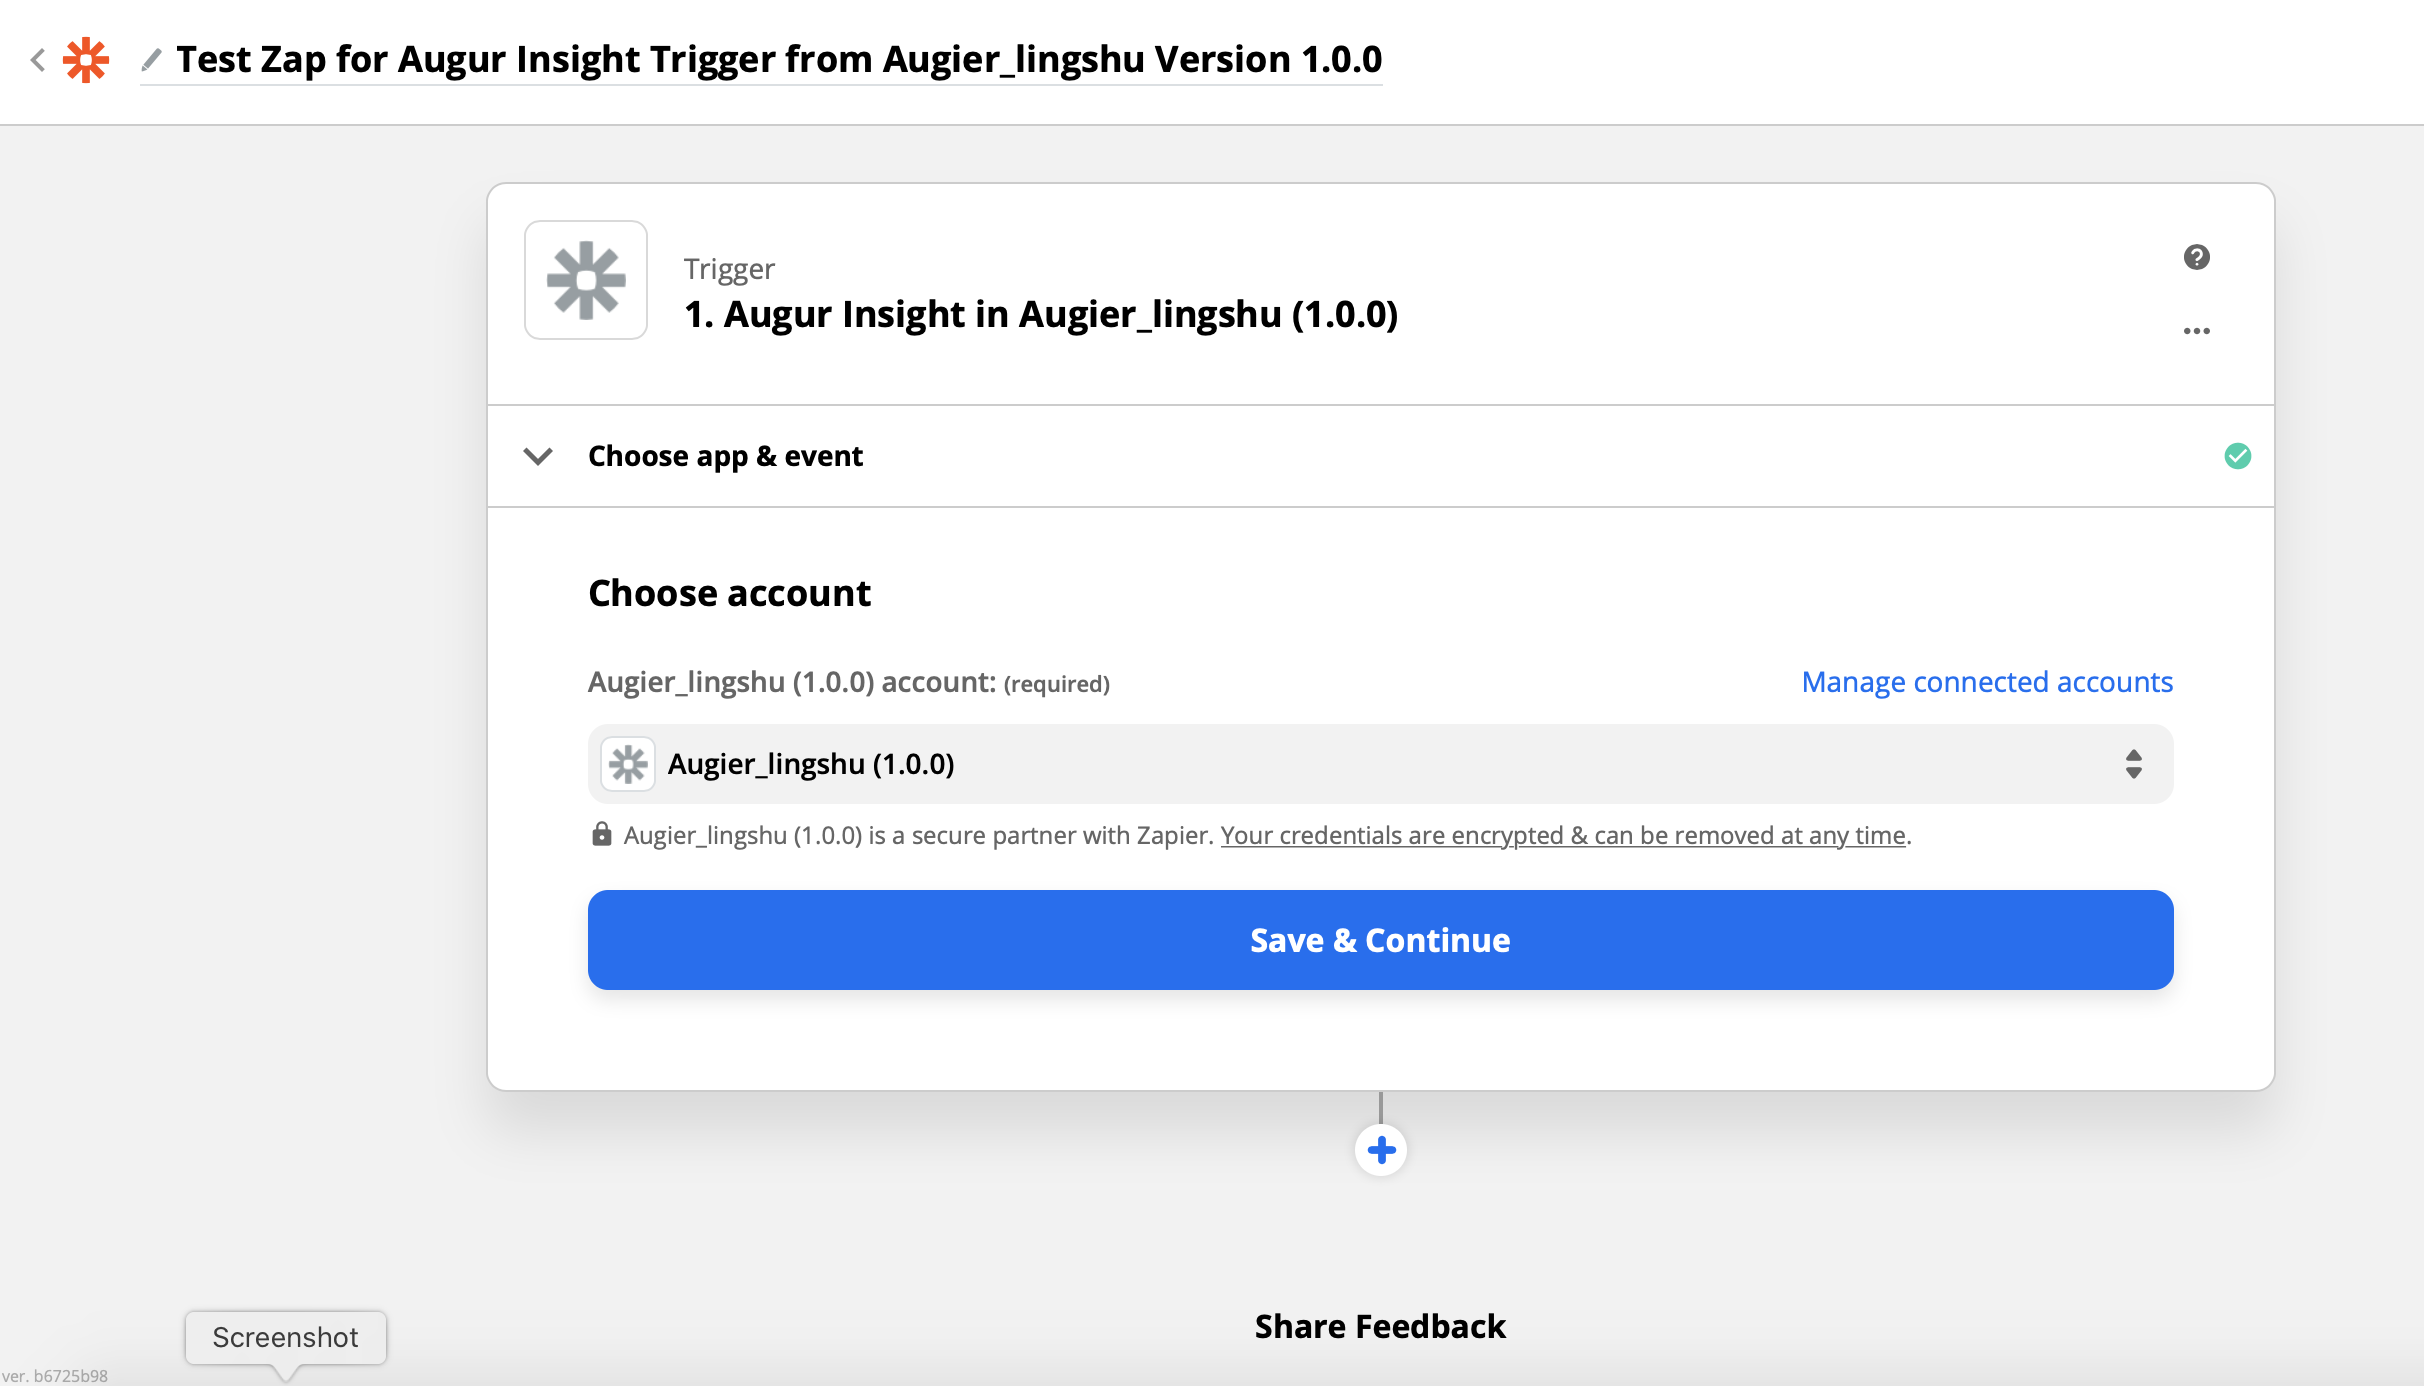 Test Zap for Augur Insight Trigger from Augier_lingshu Version 1.0.0
Trigger
1. Augur Insight in Augier_lingshu (1.0.0)
Choose app & event
Choose account
Augier_lingshu (1.0.0) account: (required)
Manage connected accounts
Augier_lingshu (1.0.0)
Augier_lingshu (1.0.0) is a secure partner with Zapier. Your credentials are encrypted & can be removed at any time.
Save & Continue
Share Feedback
Screenshot
ver. b6725b98